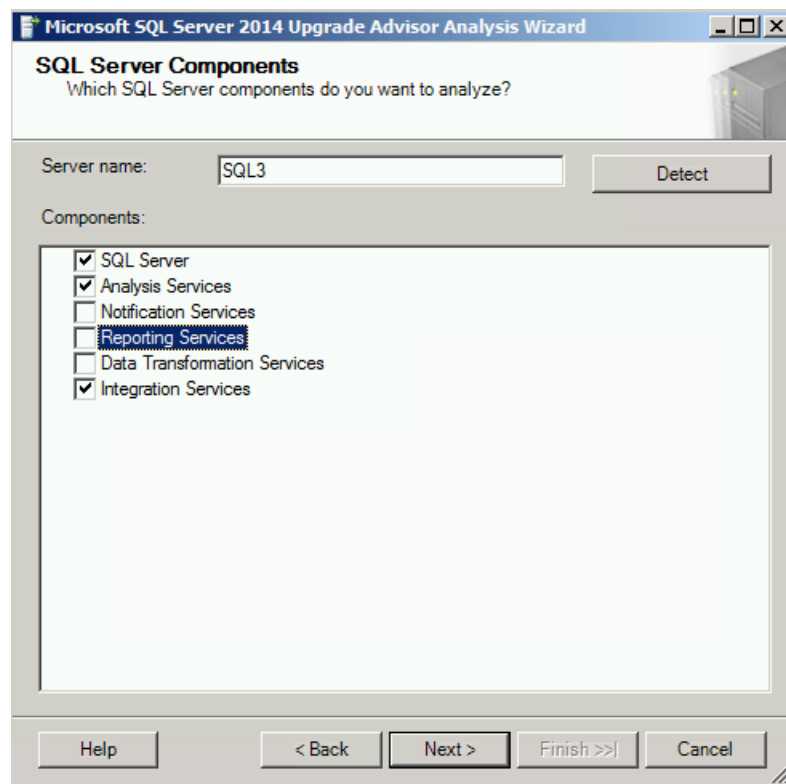 Microsoft SQL Server 2014 Upgrade Advisor Analysis Wizard
SQL Server Components
Which SQL Server components do you want to analyze?
Server name: SQL3 Detect
Components:
SQL Server
Analysis Services
Notification Services
Reporting Services
Data Transformation Services
Integration Services
Help < Back Next > Finish >>| Cancel